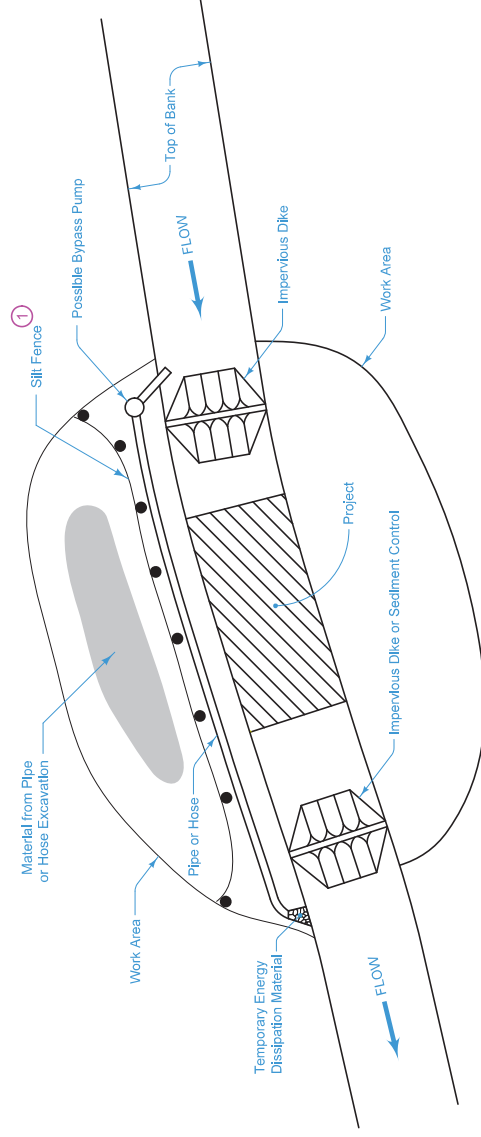 Material from Pipe
or Hose Excavation
Silt Fence
1
Possible Bypass Pump
Top of Bank
Work Area
Pipe or Hose
FLOW
Impervious Dike
Temporary Energy
Dissipation Material
Project
Work Area
FLOW
Impervious Dike or Sediment Control